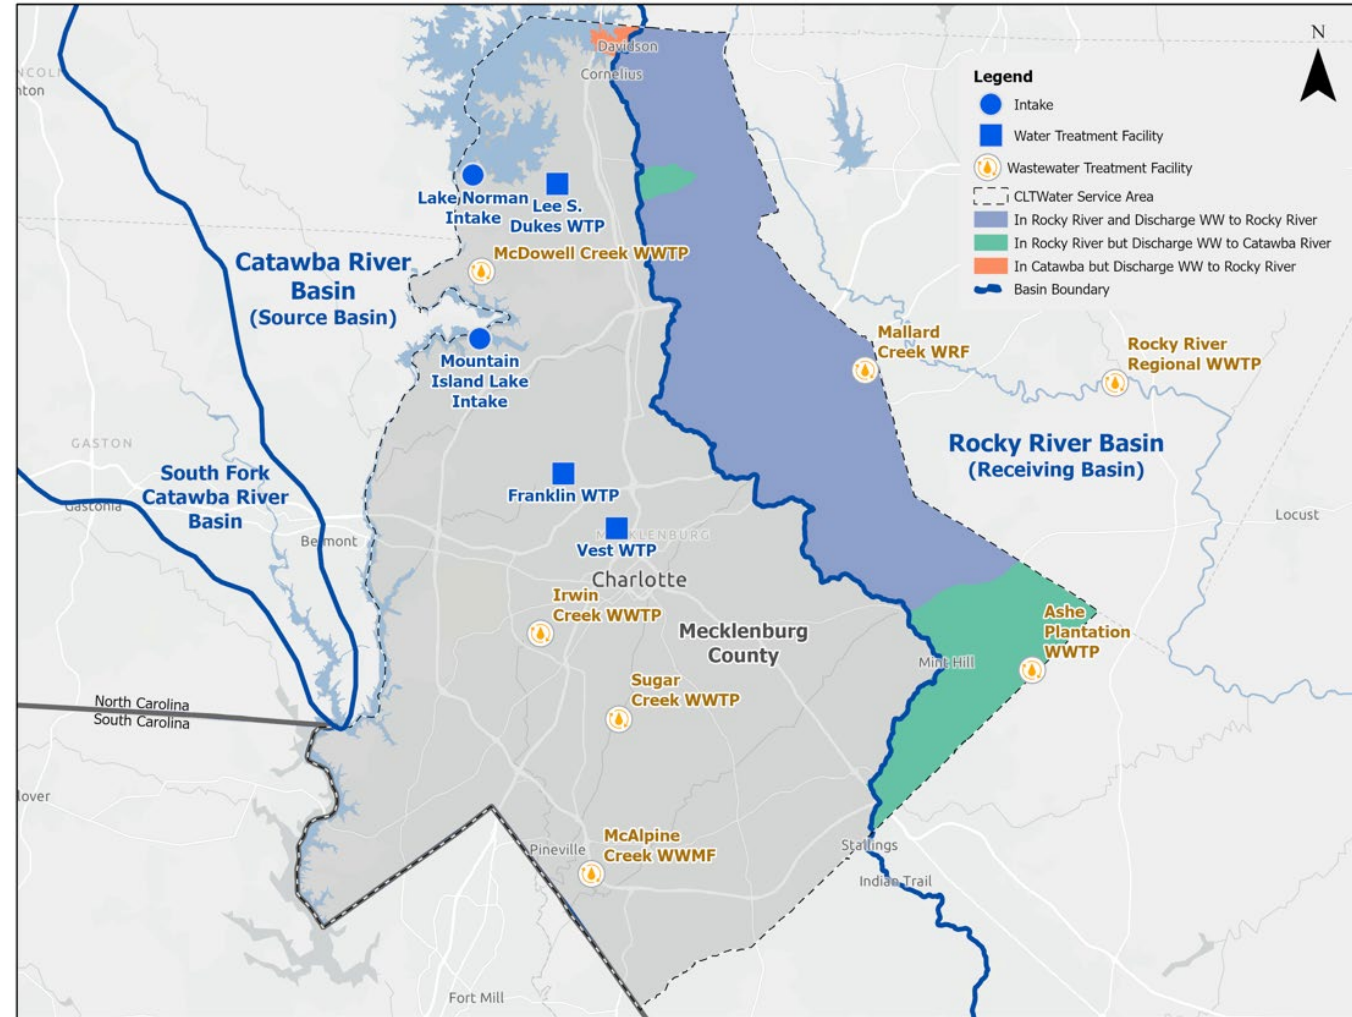 N
Legend
Intake
Water Treatment Facility
Wastewater Treatment Facility
CLTWater Service Area
In Rocky River and Discharge WW to Rocky River
In Rocky River but Discharge WW to Catawba River
In Catawba but Discharge WW to Rocky River
Basin Boundary
Davidson
Cornelius
Lake Norman
Intake
Lee S.
Dukes WTP
McDowell Creek WWTP
Catawba River
Basin
(Source Basin)
Mountain
Island Lake
Intake
Mallard
Creek WRF
Rocky River
Regional WWTP
Rocky River Basin
(Receiving Basin)
GASTON
South Fork
Catawba River
Basin
Gastonia
Belmont
Franklin WTP
Vest WTP
MECKLENBURG
Charlotte
Locust
Irwin
Creek WWTP
Mecklenburg
County
Ashe
Plantation
WWTP
Mint Hill
Sugar
Creek WWTP
North Carolina
South Carolina
lover
McAlpine
Creek WWMF
Pineville
Stallings
Indian Trail
Fort Mill